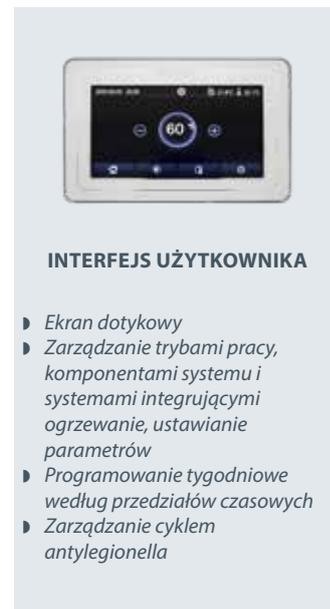 60
INTERFEJS UŻYTKOWNIKA
◗ Ekran dotykowy
◗ Zarządzanie trybami pracy,
komponentami systemu i
systemami integrującymi
ogrzewanie, ustawianie
parametrów
◗ Programowanie tygodniowe
według przedziałów czasowych
◗ Zarządzanie cyklem
antylegionella